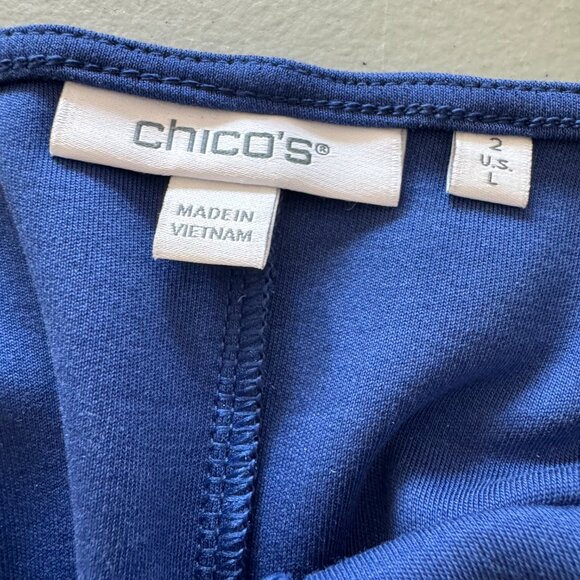 chico's®
MADE IN
VIETNAM
2
U.S.
L